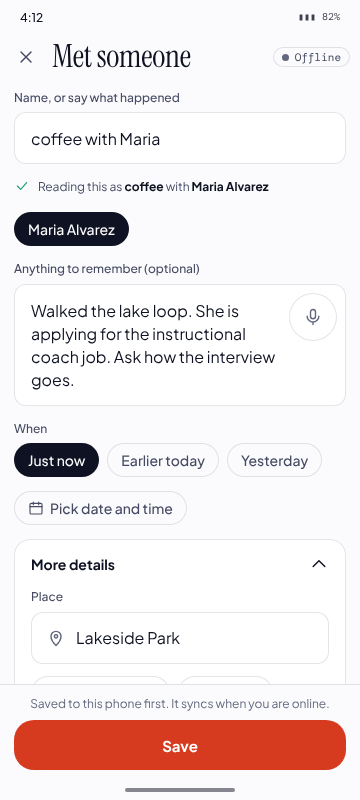 4:12
82%
Met someone
Offline
Name, or say what happened
coffee with Maria
Reading this as coffee with Maria Alvarez
Maria Alvarez
Anything to remember (optional)
Walked the lake loop. She is
applying for the instructional
coach job. Ask how the interview
goes.
When
Just now
Earlier today
Yesterday
Pick date and time
More details
Place
Lakeside Park
Saved to this phone first. It syncs when you are online.
Save